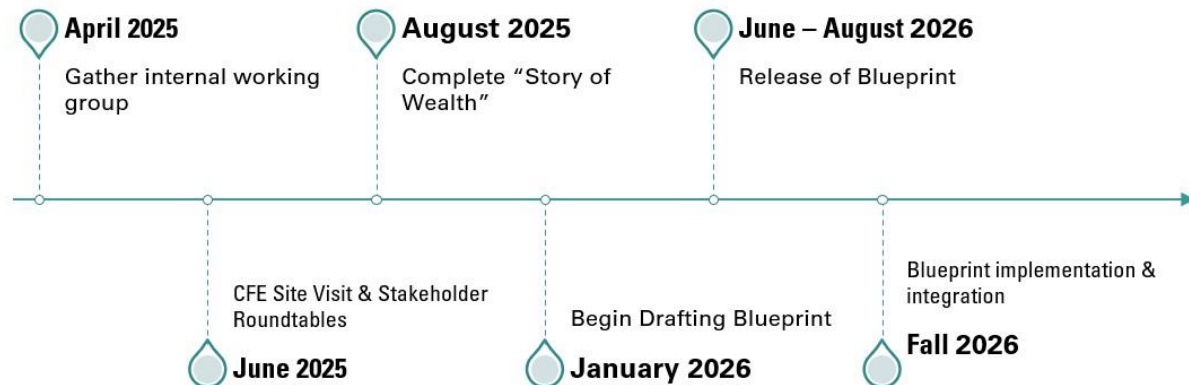 April 2025
Gather internal working
group
August 2025
Complete “Story of
Wealth”
June – August 2026
Release of Blueprint
CFE Site Visit & Stakeholder
Roundtables
June 2025
Begin Drafting Blueprint
January 2026
Blueprint implementation &
integration
Fall 2026